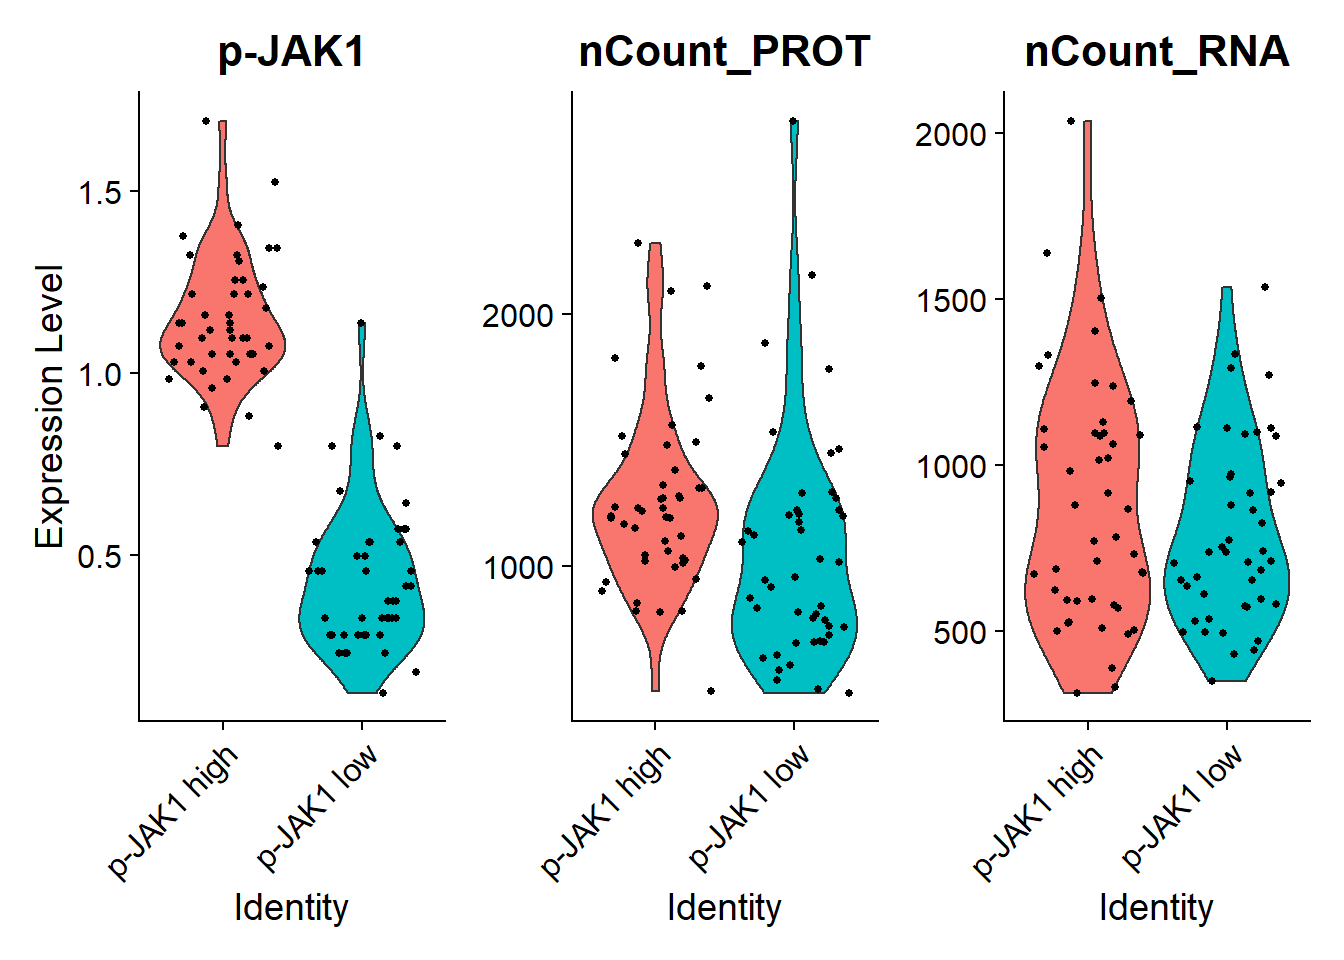 p-JAK1
nCount_PROT
nCount_RNA
Expression Level
1.5
1.0
0.5
p-JAK1 high
p-JAK1 low
Identity
2000
1000
p-JAK1 high
p-JAK1 low
Identity
2000
1500
1000
500
p-JAK1 high
p-JAK1 low
Identity